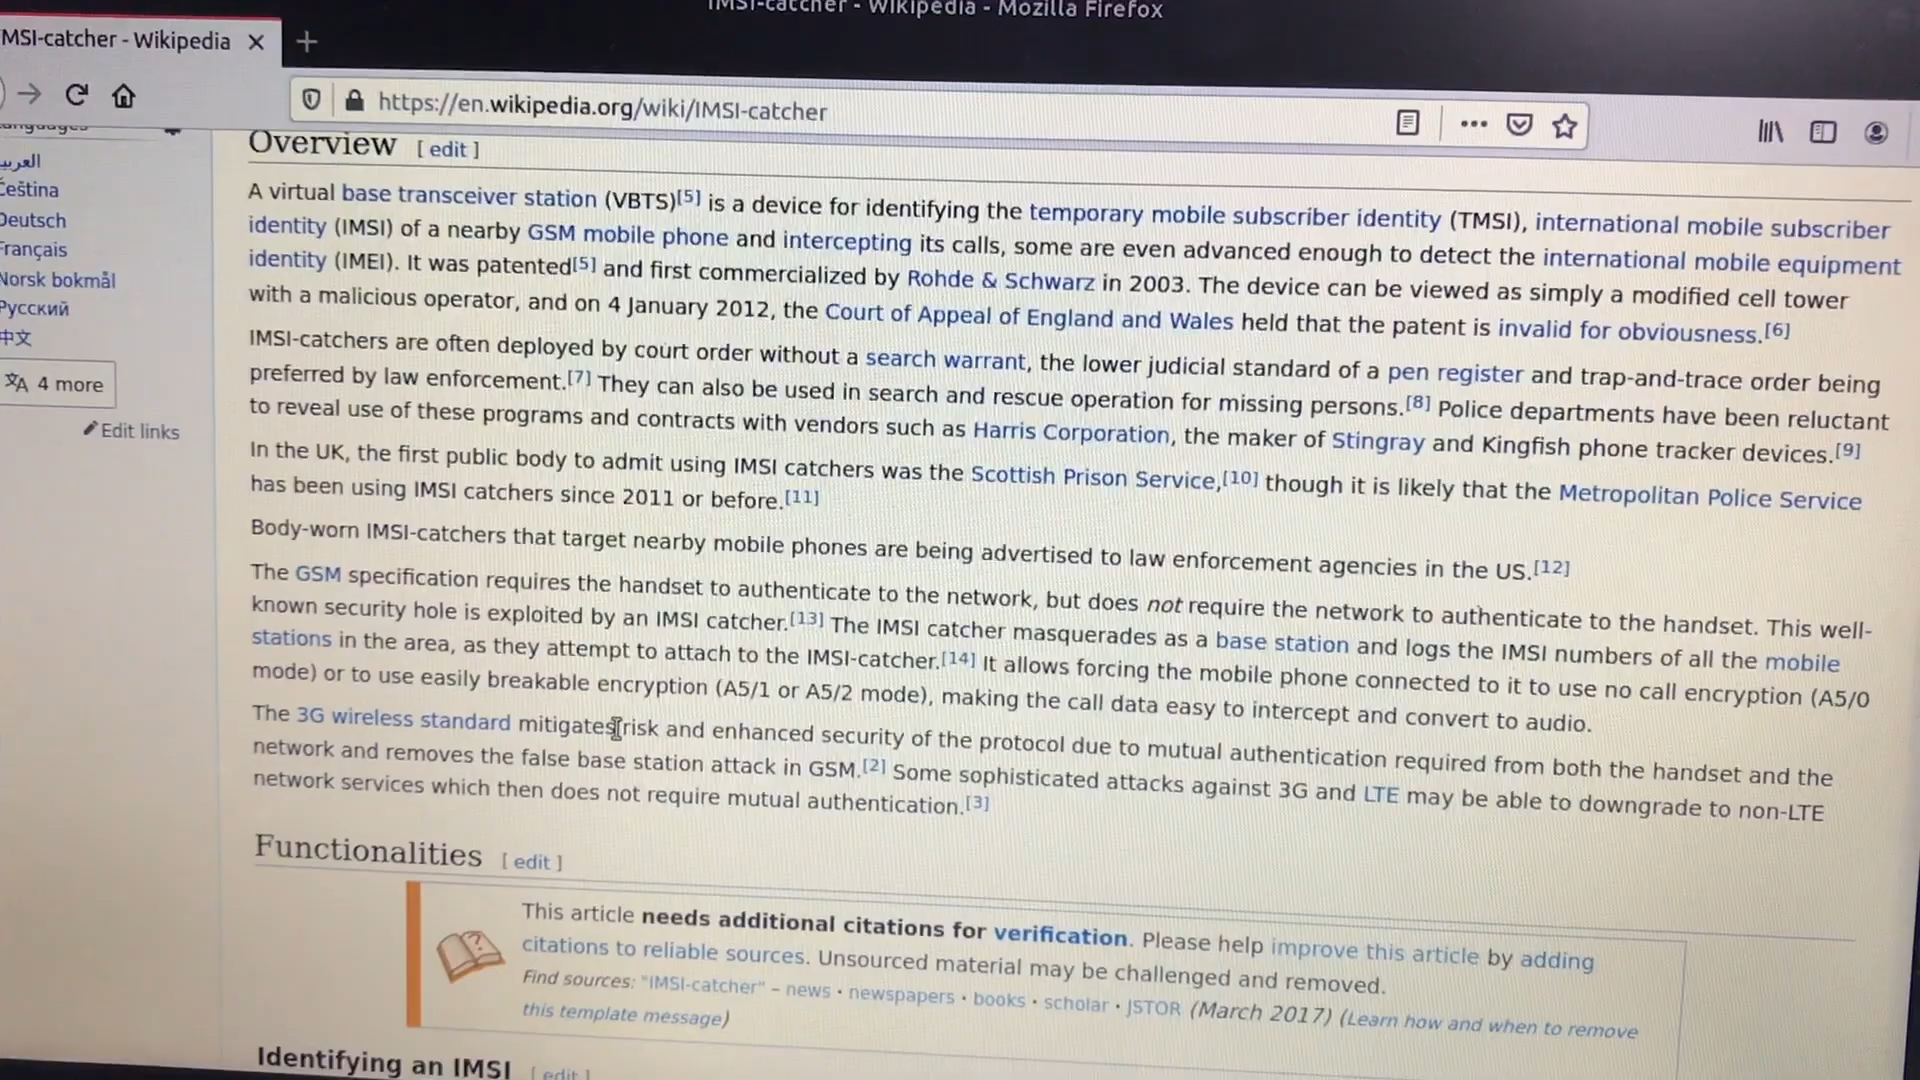 IMSI-catcher - Wikipedia - Mozilla Firefox
MSI-catcher - Wikipedia
https://en.wikipedia.org/wiki/IMSI-catcher
العربي
Čeština
Deutsch
Français
Norsk bokmål
Русский
中文
4 more
Edit links
Overview [ edit ]
A virtual base transceiver station (VBTS)[5] is a device for identifying the temporary mobile subscriber identity (TMSI), international mobile subscriber
identity (IMSI) of a nearby GSM mobile phone and intercepting its calls, some are even advanced enough to detect the international mobile equipment
identity (IMEI). It was patented[5] and first commercialized by Rohde & Schwarz in 2003. The device can be viewed as simply a modified cell tower
with a malicious operator, and on 4 January 2012, the Court of Appeal of England and Wales held that the patent is invalid for obviousness.[6]
IMSI-catchers are often deployed by court order without a search warrant, the lower judicial standard of a pen register and trap-and-trace order being
preferred by law enforcement.[7] They can also be used in search and rescue operation for missing persons.[8] Police departments have been reluctant
to reveal use of these programs and contracts with vendors such as Harris Corporation, the maker of Stingray and Kingfish phone tracker devices.[9]
In the UK, the first public body to admit using IMSI catchers was the Scottish Prison Service,[10] though it is likely that the Metropolitan Police Service
has been using IMSI catchers since 2011 or before.[11]
Body-worn IMSI-catchers that target nearby mobile phones are being advertised to law enforcement agencies in the US.[12]
The GSM specification requires the handset to authenticate to the network, but does not require the network to authenticate to the handset. This well-
known security hole is exploited by an IMSI catcher.[13] The IMSI catcher masquerades as a base station and logs the IMSI numbers of all the mobile
stations in the area, as they attempt to attach to the IMSI-catcher.[14] It allows forcing the mobile phone connected to it to use no call encryption (A5/0
mode) or to use easily breakable encryption (A5/1 or A5/2 mode), making the call data easy to intercept and convert to audio.
The 3G wireless standard mitigates risk and enhanced security of the protocol due to mutual authentication required from both the handset and the
network and removes the false base station attack in GSM.[2] Some sophisticated attacks against 3G and LTE may be able to downgrade to non-LTE
network services which then does not require mutual authentication.[3]
Functionalities [ edit ]
This article needs additional citations for verification. Please help improve this article by adding
citations to reliable sources. Unsourced material may be challenged and removed.
Find sources: "IMSI-catcher" – news · newspapers · books · scholar · JSTOR (March 2017) (Learn how and when to remove
this template message)
Identifying an IMSI [ edit ]